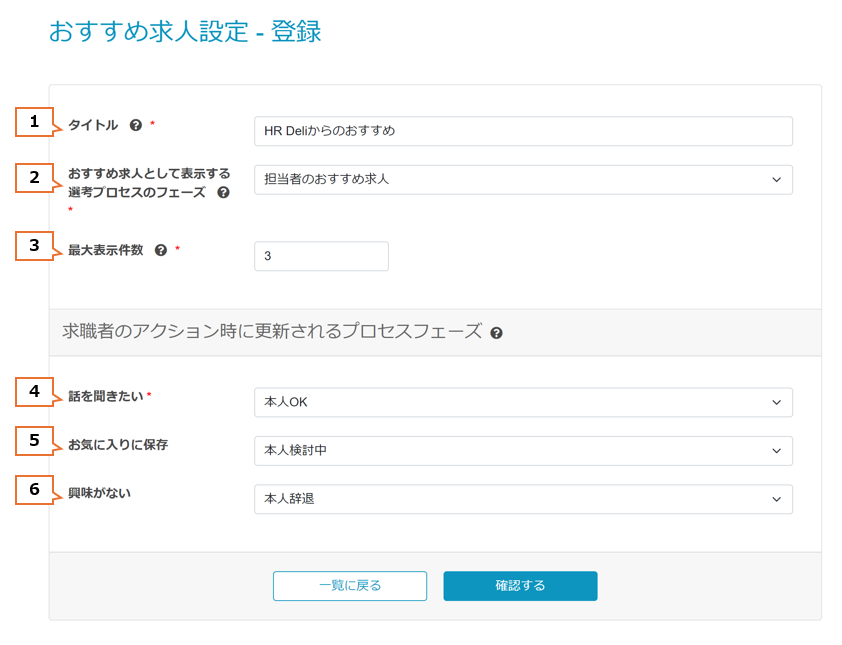 おすすめ求人設定 - 登録
1
タイトル ? *
HR Deliからのおすすめ
2
おすすめ求人として表示する
選考プロセスのフェーズ ?
*
担当者のおすすめ求人
3
最大表示件数 ? *
3
求職者のアクション時に更新されるプロセスフェーズ ?
4
話を聞きたい *
本人OK
5
お気に入りに保存
本人検討中
6
興味がない
本人辞退
一覧に戻る
確認する